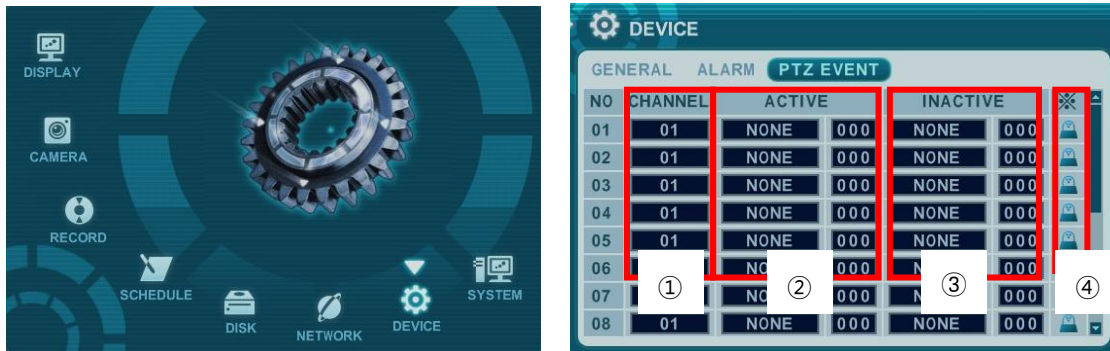 DISPLAY
CAMERA
RECORD
SCHEDULE
DISK
NETWORK
DEVICE
SYSTEM
DEVICE
GENERAL ALARM PTZ EVENT
NO CHANNEL ACTIVE INACTIVE ※
01 01 NONE 000 NONE 000
02 01 NONE 000 NONE 000
03 01 NONE 000 NONE 000
04 01 NONE 000 NONE 000
05 01 NONE 000 NONE 000
06 000 000
07 000 000
08 01 NONE 000 NONE 000
① ② ③ ④